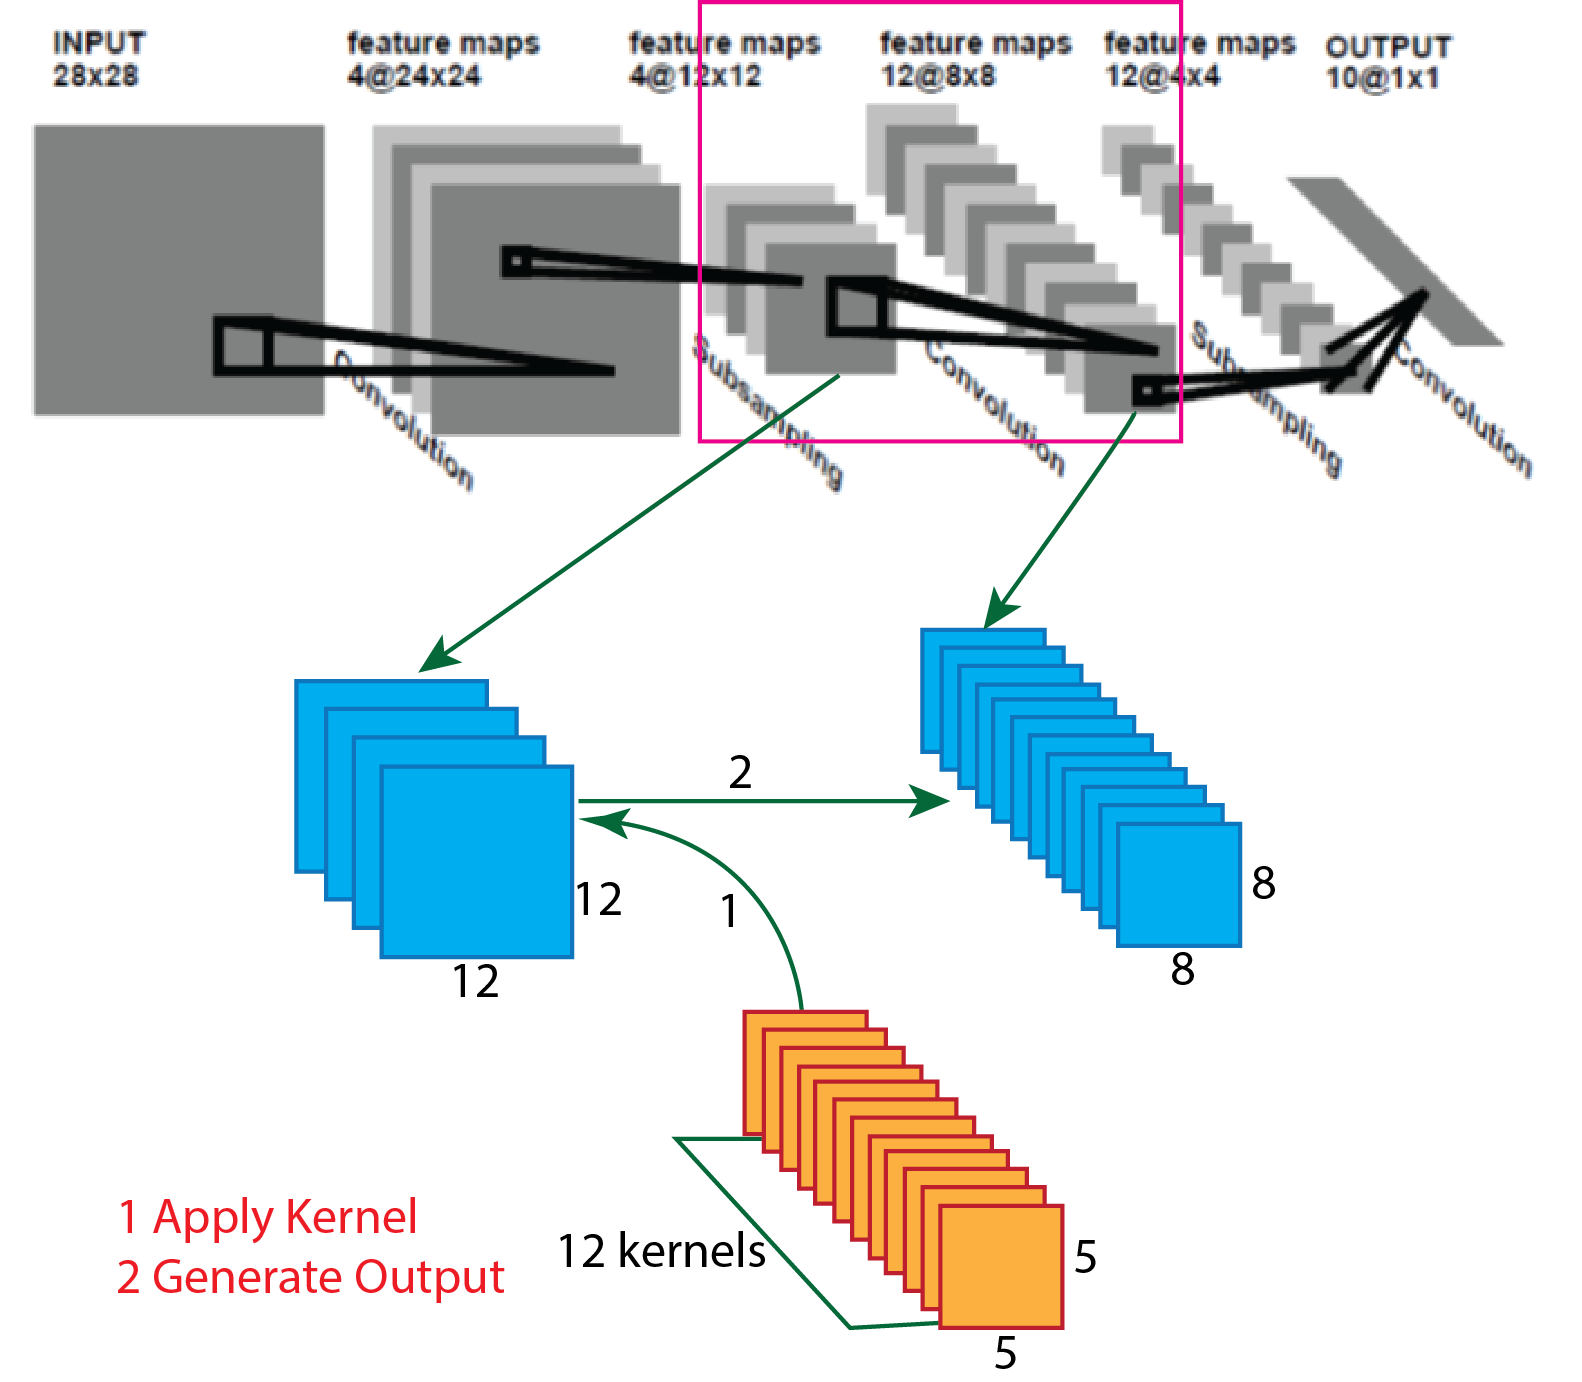 INPUT
28x28
feature maps
4@24x24
feature maps
4@12x12
feature maps
12@8x8
feature maps
12@4x4
OUTPUT
10@1x1
Convolution
Subsampling
Convolution
Subsampling
Convolution
2
12
12
1
8
8
12 kernels
5
5
1 Apply Kernel
2 Generate Output